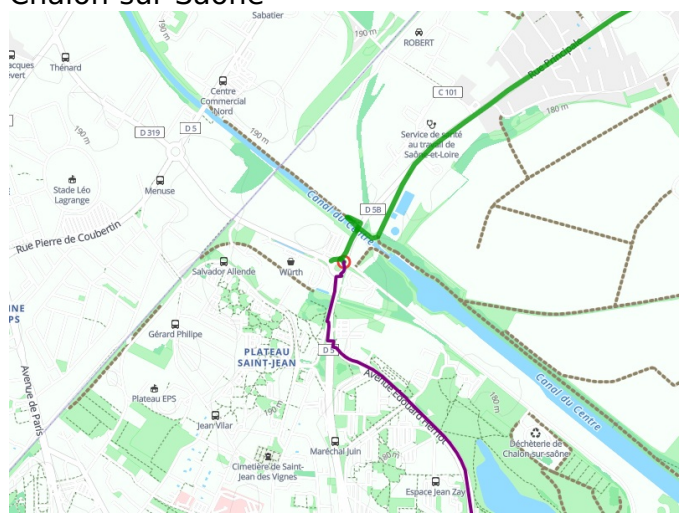 Chalon-sur-Saône
Sabatier
190 m
ROBERT
Thénard
190 m
Centre
Commercial
Nord
C 101
Rue Principale
180 m
D 319
D 5
190 m
Service de santé
au travail de
Saône-et-Loire
Stade Léo
Lagrange
Menuse
Canal du Centre
D 5B
Rue Pierre de Coubertin
Salvador Allende
Würth
Gérard Philipe
PLATEAU
SAINT-JEAN
D 5
Avenue Édouard Herriot
Avenue de Paris
Plateau EPS
180 m
Canal du Centre
190 m
Jean Vilar
Maréchal Juin
Déchèterie de
Chalon-sur-saône
Cimetière de Saint-
Jean des Vignes
Espace Jean Zay
180 m